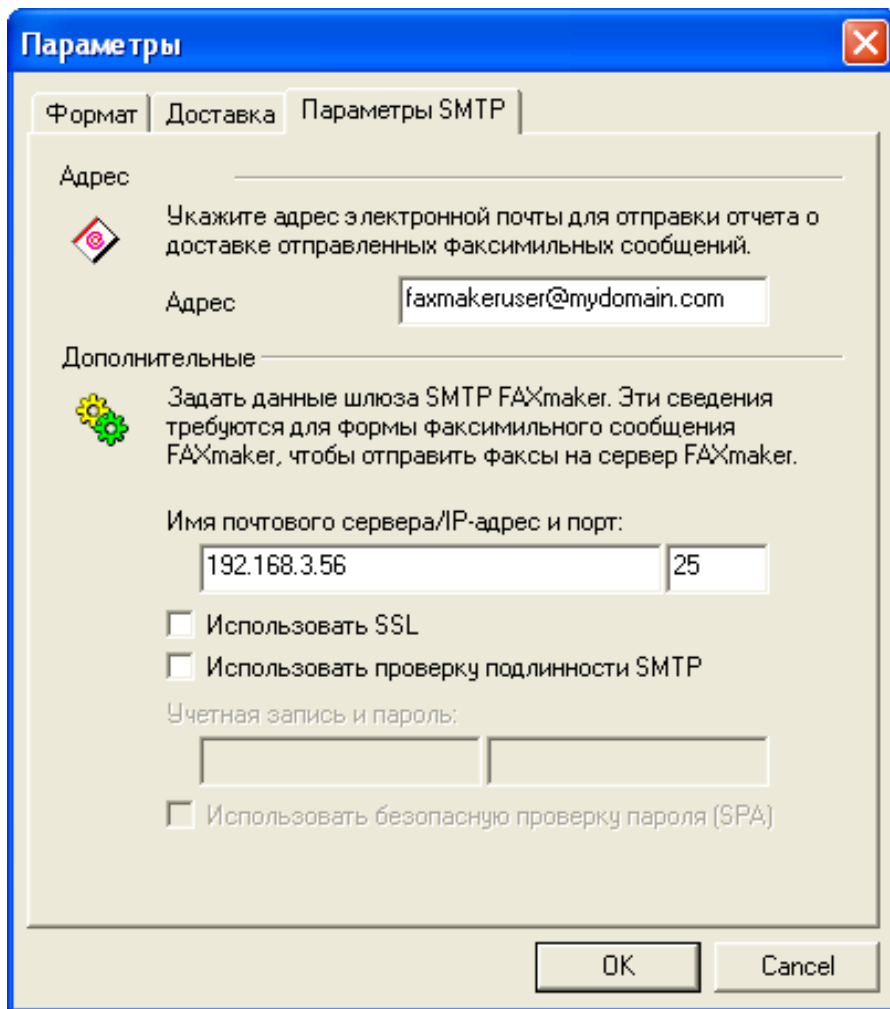 Параметры
Формат Доставка Параметры SMTP
Адрес
Укажите адрес электронной почты для отправки отчета о
доставке отправленных факсимильных сообщений.
Адрес faxmakeruser@mydomain.com
Дополнительные
Задать данные шлюза SMTP FAXmaker. Эти сведения
требуются для формы факсимильного сообщения
FAXmaker, чтобы отправить факсы на сервер FAXmaker.
Имя почтового сервера/IP-адрес и порт:
192.168.3.56 25
Использовать SSL
Использовать проверку подлинности SMTP
Учетная запись и пароль:
Использовать безопасную проверку пароля (SPA)
OK Cancel